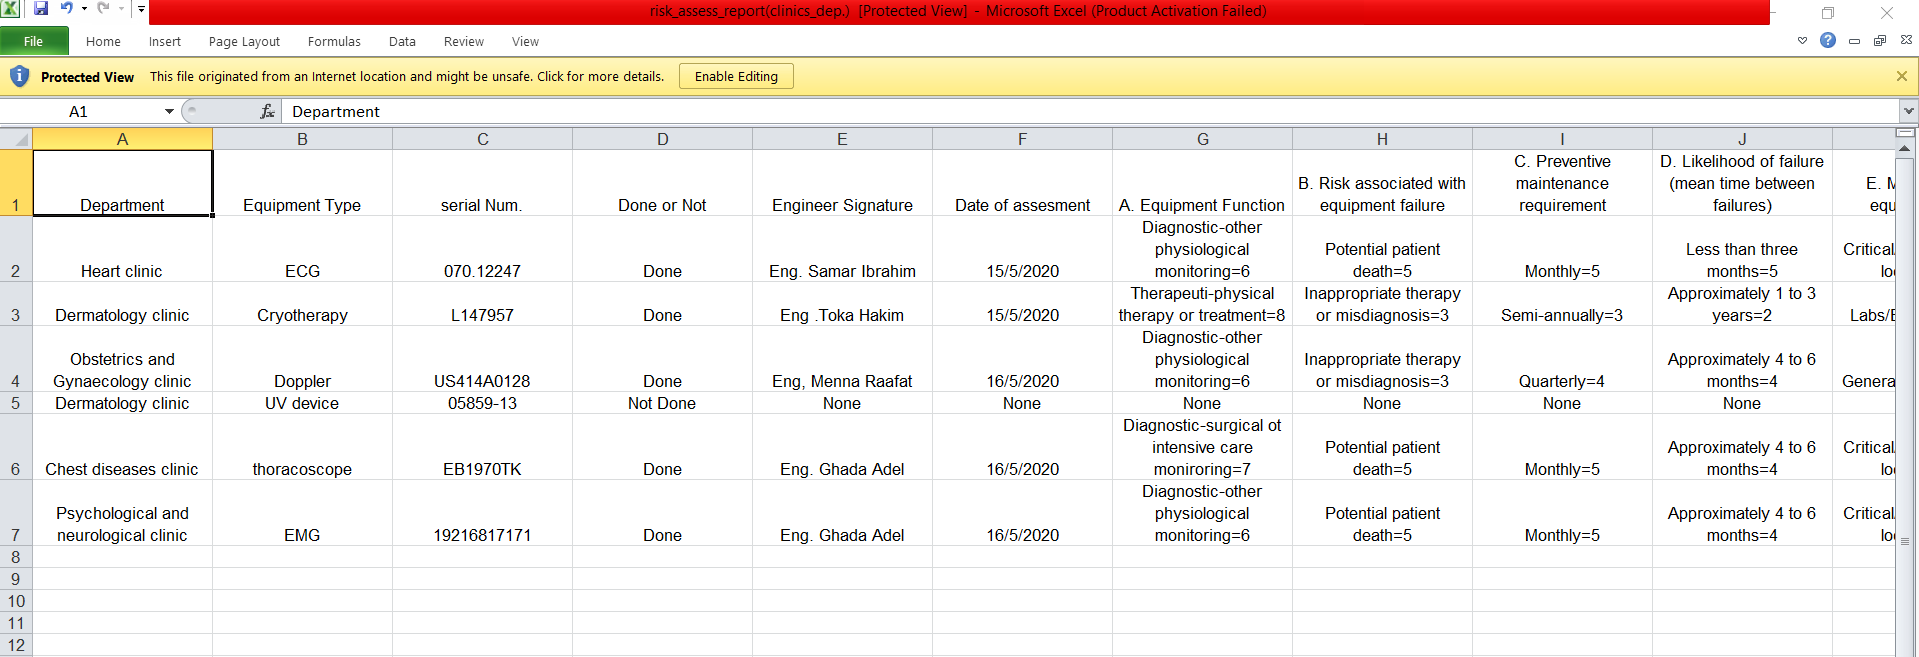 risk_assess_report(clinics_dep.) [Protected View] - Microsoft Excel (Product Activation Failed)
File Home Insert Page Layout Formulas Data Review View
Protected View This file originated from an Internet location and might be unsafe. Click for more details. Enable Editing
A1 fx Department
A B C D E F G H I J
1 Department Equipment Type serial Num. Done or Not Engineer Signature Date of assesment A. Equipment Function B. Risk associated with equipment failure C. Preventive maintenance requirement D. Likelihood of failure (mean time between failures) E.
2 Heart clinic ECG 070.12247 Done Eng. Samar Ibrahim 15/5/2020 Diagnostic-other physiological monitoring=6 Potential patient death=5 Monthly=5 Less than three months=5 Critical
3 Dermatology clinic Cryotherapy L147957 Done Eng .Toka Hakim 15/5/2020 Therapeuti-physical therapy or treatment=8 Inappropriate therapy or misdiagnosis=3 Semi-annually=3 Approximately 1 to 3 years=2 Labs/
4 Obstetrics and Gynaecology clinic Doppler US414A0128 Done Eng, Menna Raafat 16/5/2020 Diagnostic-other physiological monitoring=6 Inappropriate therapy or misdiagnosis=3 Quarterly=4 Approximately 4 to 6 months=4 Genera
5 Dermatology clinic UV device 05859-13 Not Done None None None None None None
6 Chest diseases clinic thoracoscope EB1970TK Done Eng. Ghada Adel 16/5/2020 Diagnostic-surgical ot intensive care moniroring=7 Potential patient death=5 Monthly=5 Approximately 4 to 6 months=4 Critical
7 Psychological and neurological clinic EMG 19216817171 Done Eng. Ghada Adel 16/5/2020 Diagnostic-other physiological monitoring=6 Potential patient death=5 Monthly=5 Approximately 4 to 6 months=4 Critical
8
9
10
11
12